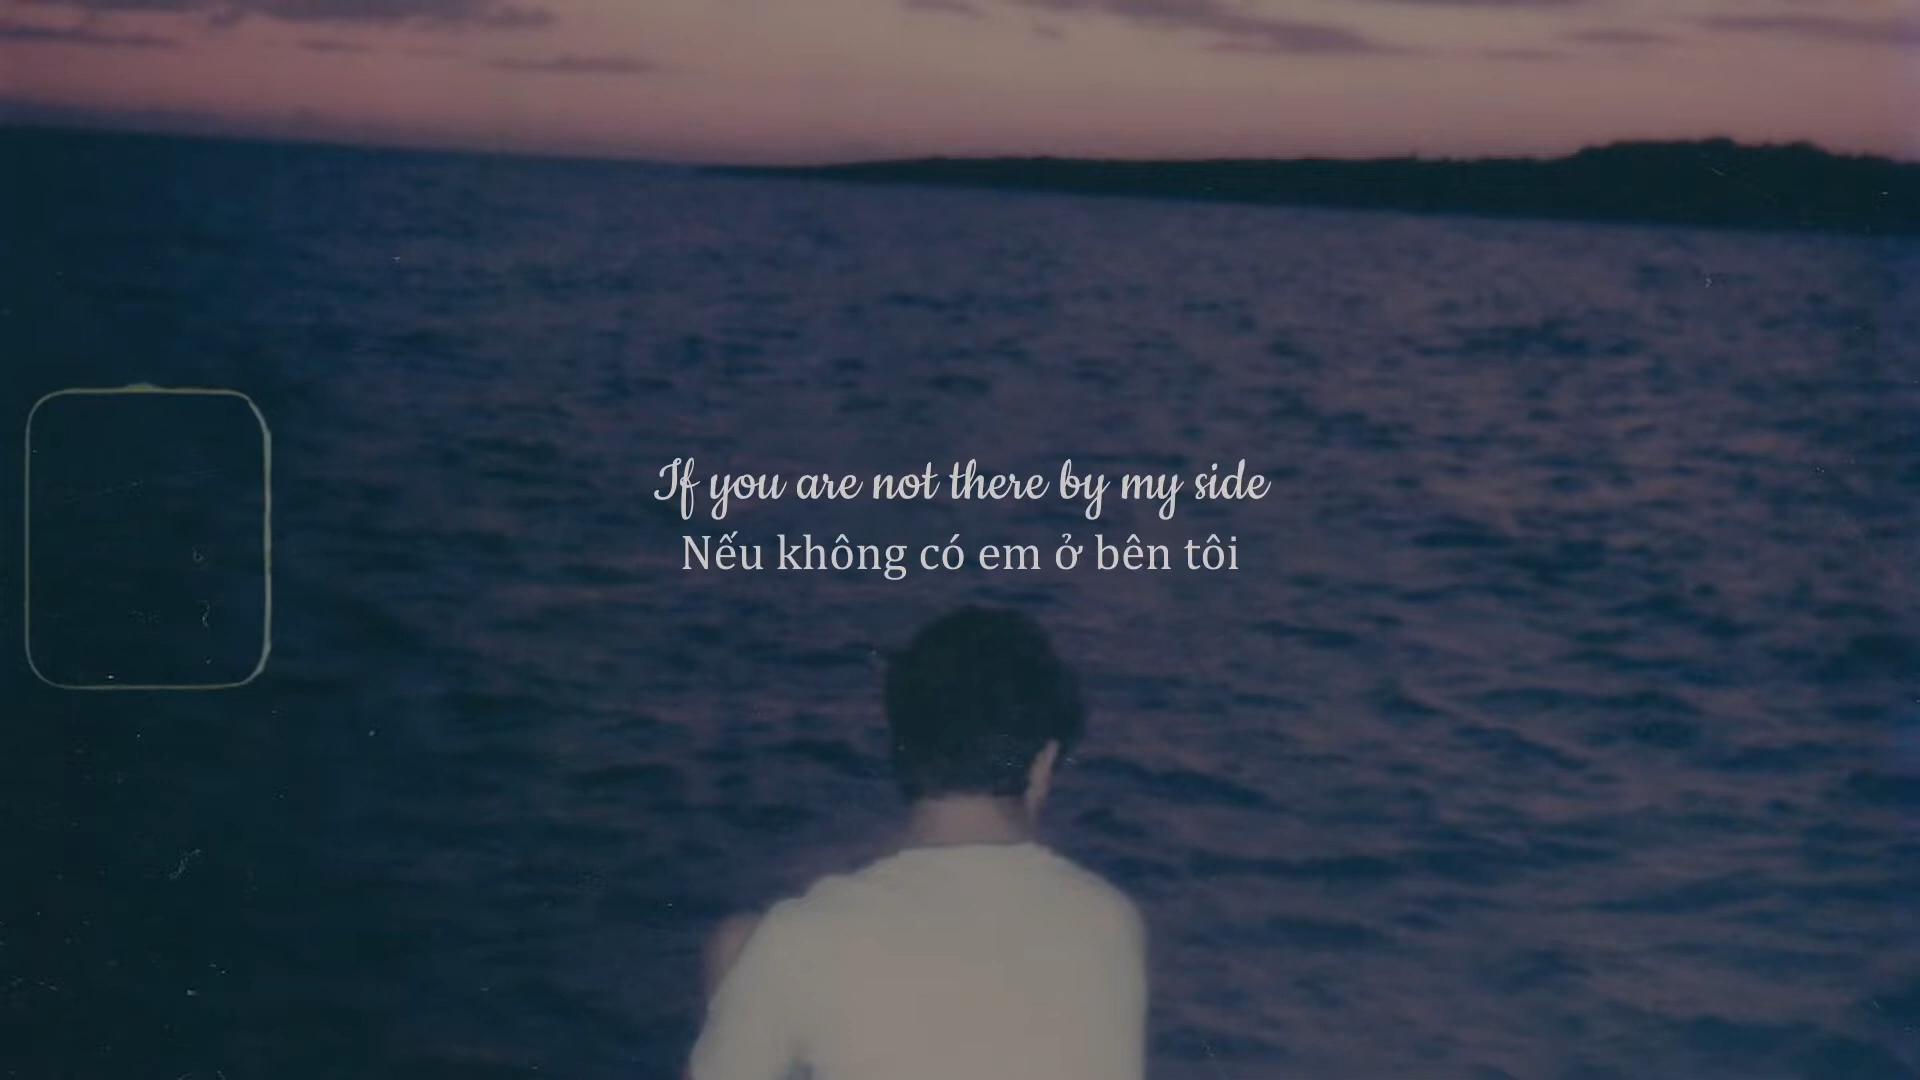 If you are not there by my side
Nếu không có em ở bên tôi